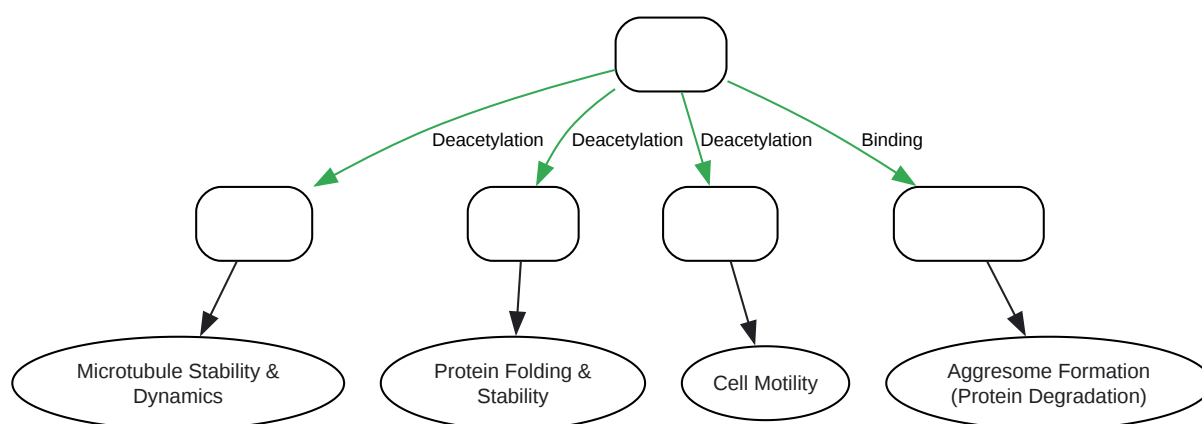 Deacetylation
Deacetylation
Deacetylation
Binding
Microtubule Stability &
Dynamics
Protein Folding &
Stability
Cell Motility
Aggresome Formation
(Protein Degradation)